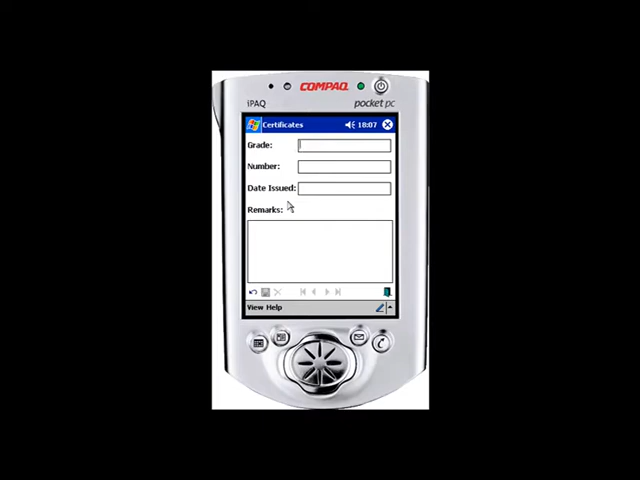 COMPAQ
iPAQ pocket pc
Certificates 18:07
Grade:
Number:
Date Issued:
Remarks:
View Help